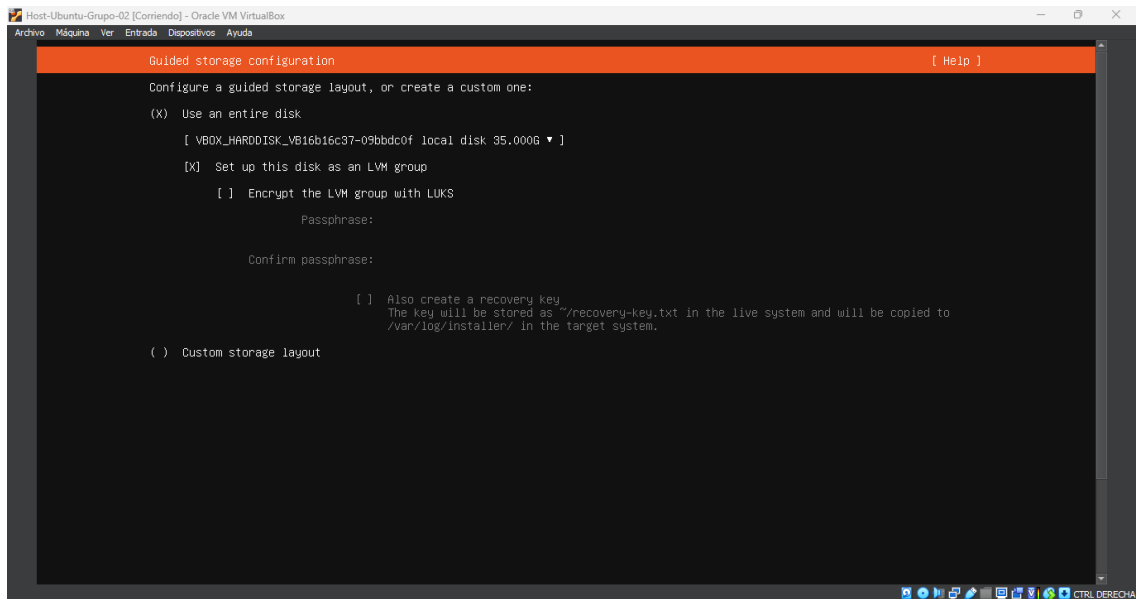 Host-Ubuntu-Grupo-02 [Corriendo] - Oracle VM VirtualBox
Archivo Máquina Ver Entrada Dispositivos Ayuda
Guided storage configuration [ Help ]
Configure a guided storage layout, or create a custom one:
(X) Use an entire disk
[ VBOX_HARDDISK_VB16b16c37-09bbdc0f local disk 35.000G ▾ ]
[X] Set up this disk as an LVM group
[ ] Encrypt the LVM group with LUKS
Passphrase:
Confirm passphrase:
[ ] Also create a recovery key
The key will be stored as ~/recovery-key.txt in the live system and will be copied to
/var/log/installer/ in the target system.
( ) Custom storage layout
CTRL DERECHA